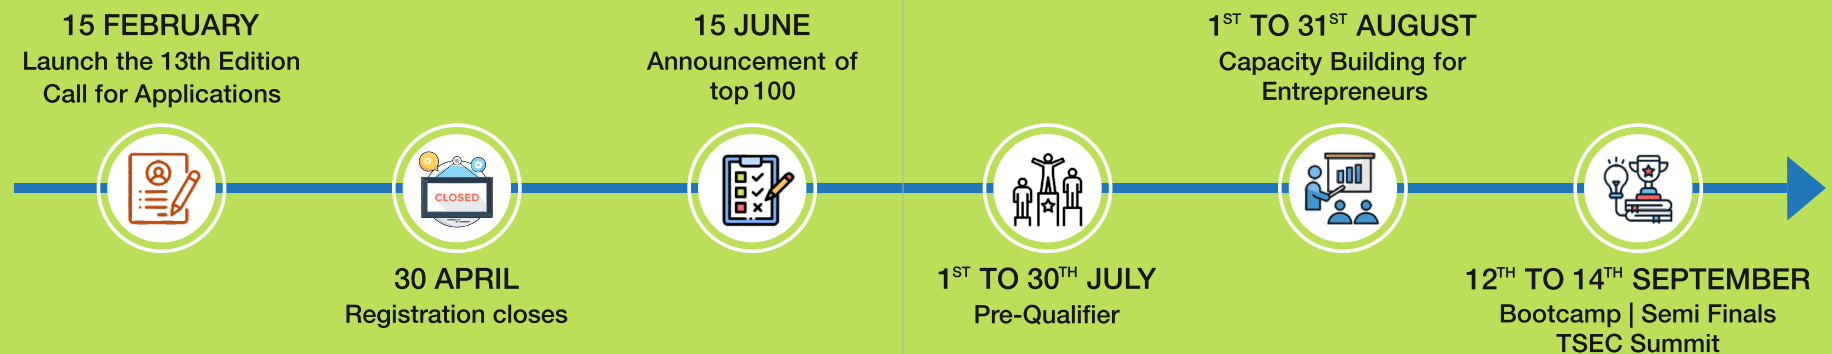 15 FEBRUARY
Launch the 13th Edition
Call for Applications
CLOSED
30 APRIL
Registration closes
15 JUNE
Announcement of
top 100
1ST TO 30TH JULY
Pre-Qualifier
1ST TO 31ST AUGUST
Capacity Building for
Entrepreneurs
12TH TO 14TH SEPTEMBER
Bootcamp | Semi Finals
TSEC Summit